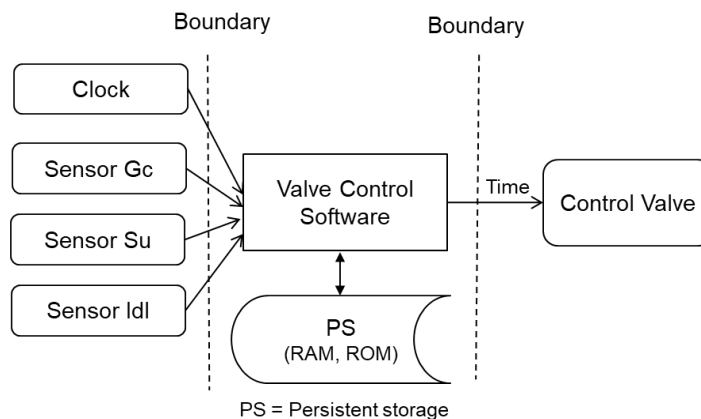 Boundary
Boundary
Clock
Sensor Gc
Sensor Su
Sensor Idl
Valve Control
Software
Time
Control Valve
PS
(RAM, ROM)
PS = Persistent storage